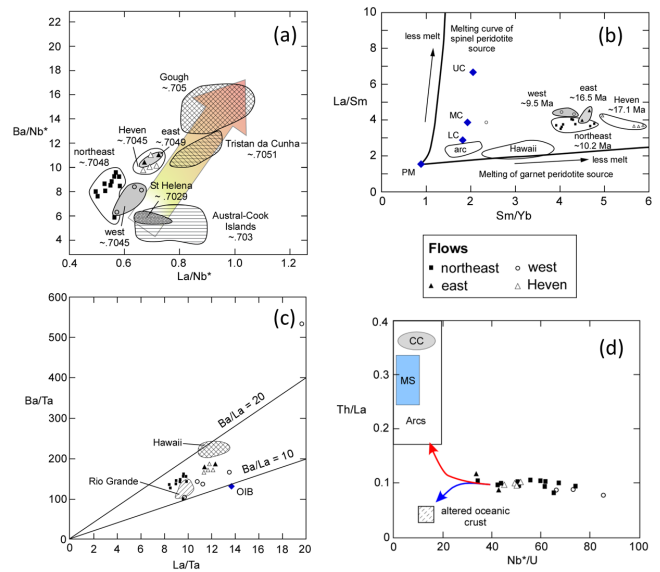 (a)
24
22
20
18
16
14
12
10
8
6
4
Ba/Nb*
0.4
0.6
0.8
1.0
1.2
La/Nb*
Gough
~.705
Heven
~.7045
east
~.7049
northeast
~.7048
Tristan da Cunha
~.7051
St Helena
~ .7029
west
~.7045
Austral-Cook
Islands
~.703
(b)
10
8
6
4
2
0
La/Sm
0
1
2
3
4
5
6
Sm/Yb
less melt
Melting curve of
spinel peridotite
source
UC
MC
LC
PM
arc
Hawaii
west
~9.5 Ma
east
~16.5 Ma
Heven
~17.1 Ma
northeast
~10.2 Ma
less melt
Melting of garnet peridotite source
Flows
northeast
west
east
Heven
(c)
600
500
400
300
200
100
0
Ba/Ta
0
2
4
6
8
10
12
14
16
18
20
La/Ta
Ba/La = 20
Ba/La = 10
Hawaii
Rio Grande
OIB
(d)
0.4
0.3
0.2
0.1
0
Th/La
0
20
40
60
80
100
Nb*/U
CC
MS
Arcs
altered oceanic
crust